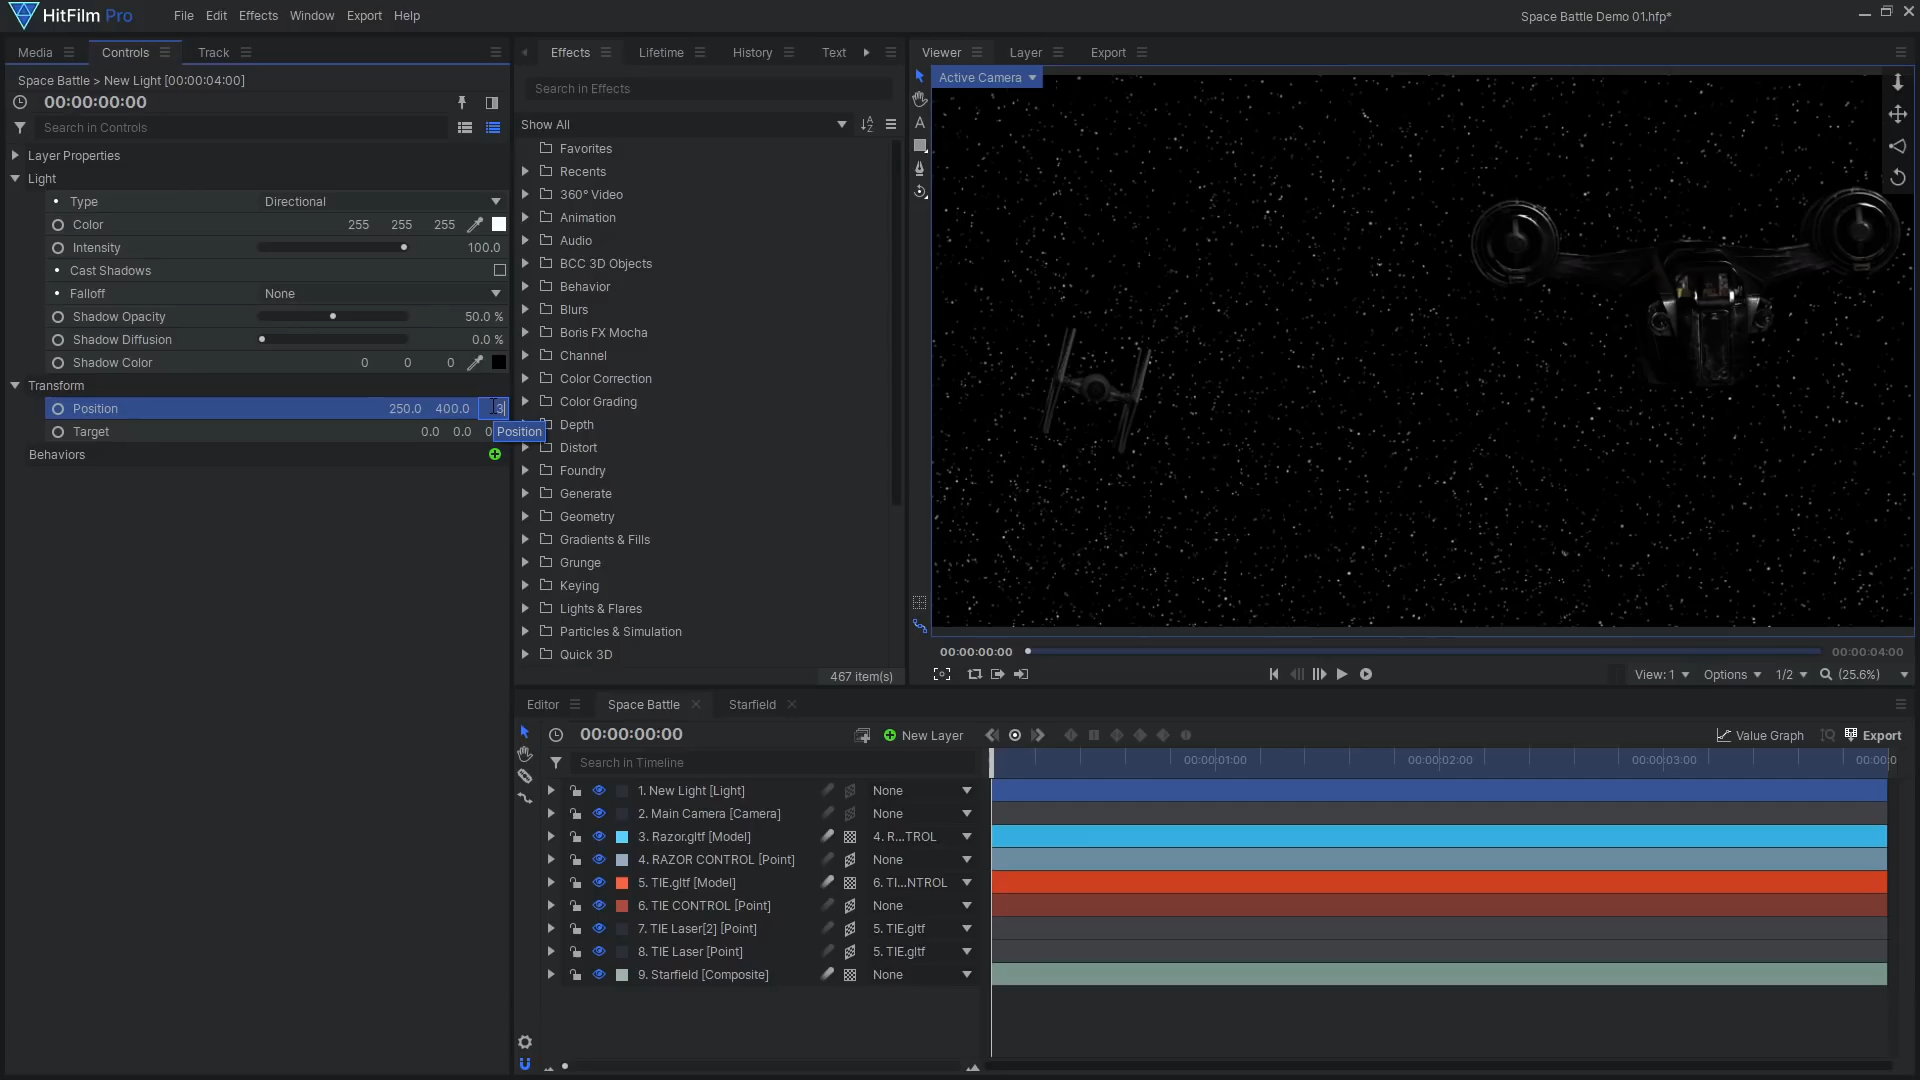 HitFilm Pro
File Edit Effects Window Export Help
Space Battle Demo 01.hfp*
Media Controls Track
Space Battle > New Light [00:00:04:00]
00:00:00:00
Search in Controls
Layer Properties
Light
Type Directional
Color 255 255 255
Intensity 100.0
Cast Shadows
Falloff None
Shadow Opacity 50.0 %
Shadow Diffusion 0.0 %
Shadow Color 0 0 0
Transform
Position 250.0 400.0 3
Target 0.0 0.0 0
Position
Behaviors
Effects Lifetime History Text
Search in Effects
Show All
Favorites
Recents
360° Video
Animation
Audio
BCC 3D Objects
Behavior
Blurs
Boris FX Mocha
Channel
Color Correction
Color Grading
Depth
Distort
Foundry
Generate
Geometry
Gradients & Fills
Grunge
Keying
Lights & Flares
Particles & Simulation
Quick 3D
467 item(s)
Viewer Layer Export
Active Camera
A
00:00:00:00 00:00:04:00
View: 1 Options 1/2 (25.6%)
Editor Space Battle Starfield
00:00:00:00 New Layer Value Graph Export
Search in Timeline
00:00:01:00 00:00:02:00 00:00:03:00 00:00:0
1. New Light [Light] None
2. Main Camera [Camera] None
3. Razor.gltf [Model] 4. R...TROL
4. RAZOR CONTROL [Point] None
5. TIE.gltf [Model] 6. TI...NTROL
6. TIE CONTROL [Point] None
7. TIE Laser[2] [Point] 5. TIE.gltf
8. TIE Laser [Point] 5. TIE.gltf
9. Starfield [Composite] None